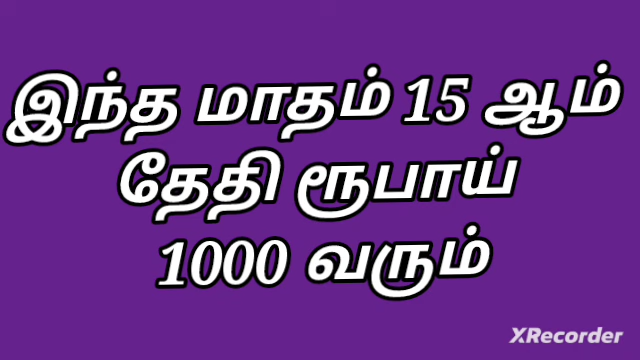 இந்த மாதம் 15 ஆம்
தேதி ரூபாய்
1000 வரும்
XRecorder